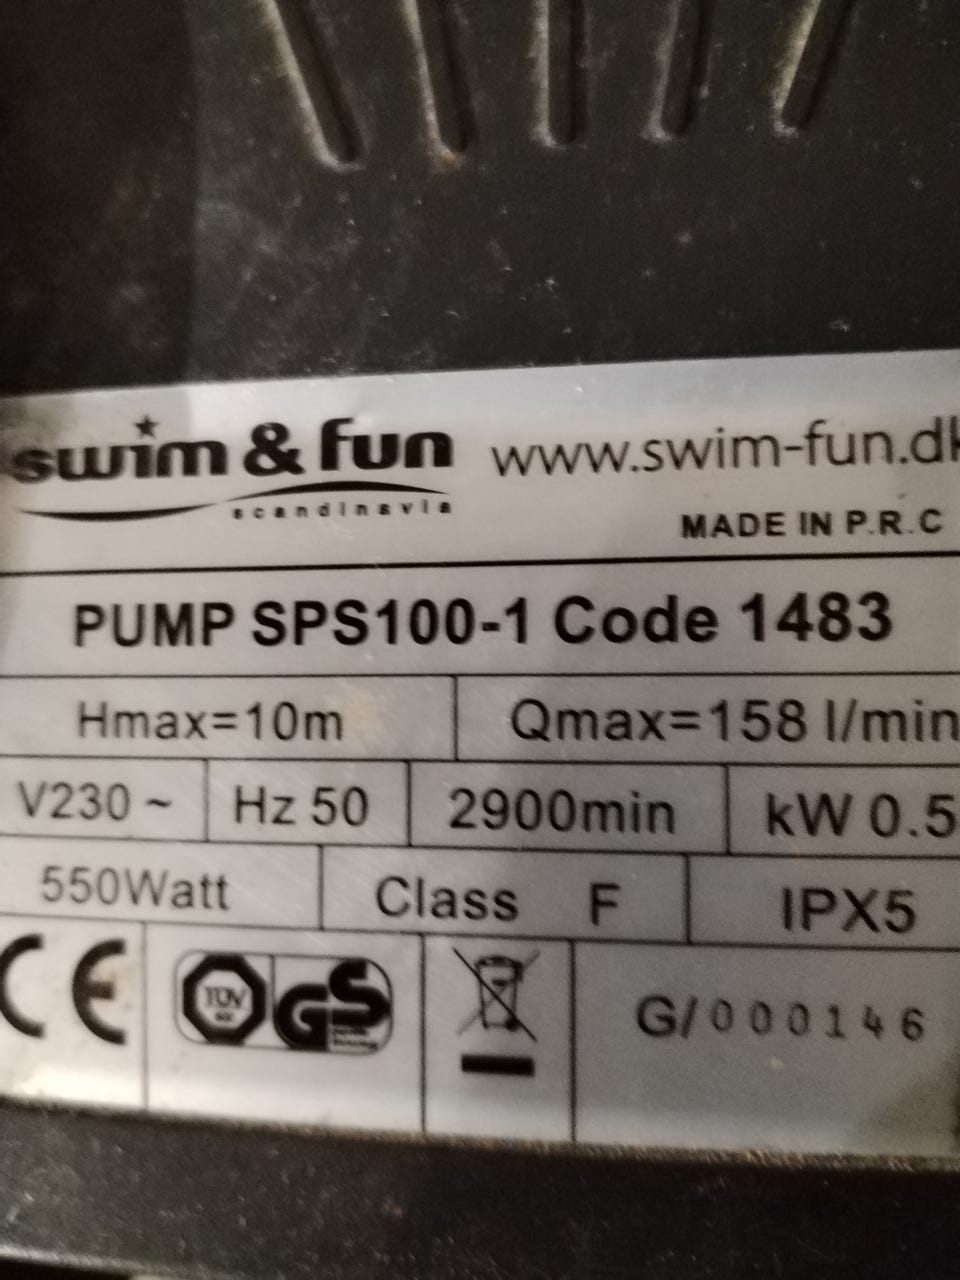 swim & fun www.swim-fun.dk
scandinavia
MADE IN P.R.C
PUMP SPS100-1 Code 1483
Hmax=10m Qmax=158 l/min
V230 ~ Hz 50 2900min kW 0.5
550Watt Class F IPX5
CE TÜV GS G/000146